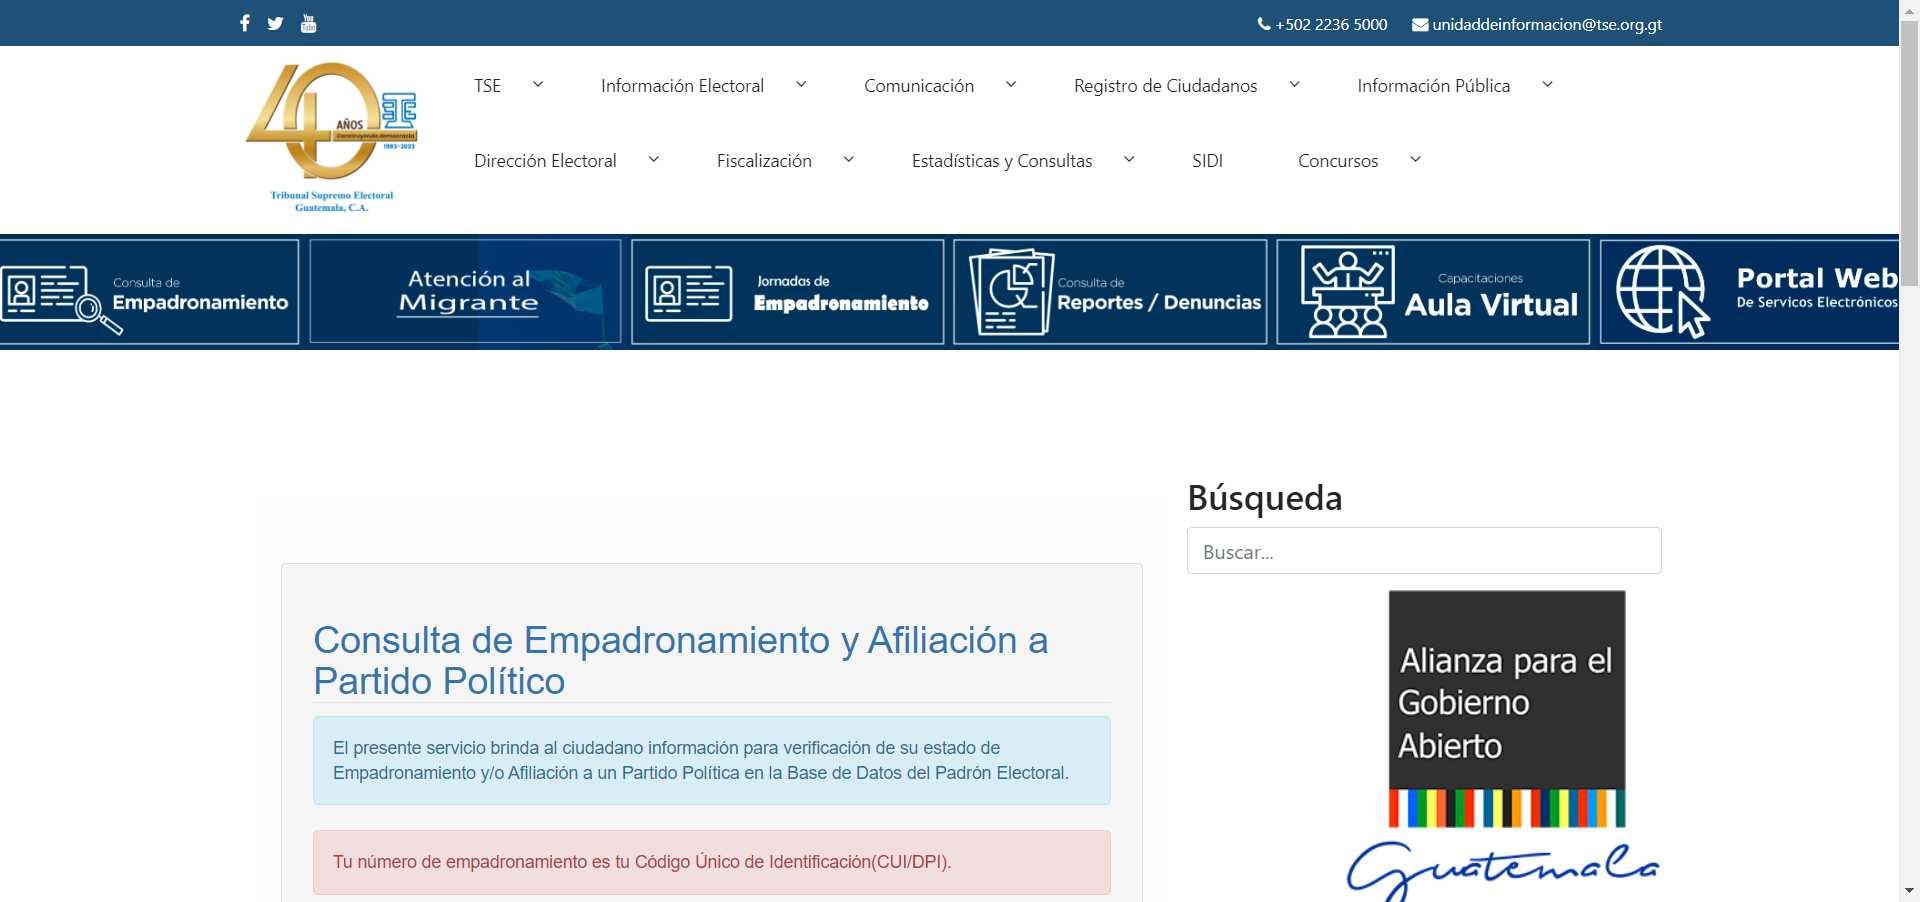 +502 2236 5000
unidaddeinformacion@tse.org.gt
40 AÑOS
Construyendo democracia
1983-2023
Tribunal Supremo Electoral
Guatemala, C.A.
TSE
Información Electoral
Comunicación
Registro de Ciudadanos
Información Pública
Dirección Electoral
Fiscalización
Estadísticas y Consultas
SIDI
Concursos
Consulta de
Empadronamiento
Atención al
Migrante
Jornadas de
Empadronamiento
Consulta de
Reportes / Denuncias
Capacitaciones
Aula Virtual
Portal Web
De Servicos Electrónicos
Consulta de Empadronamiento y Afiliación a
Partido Político
El presente servicio brinda al ciudadano información para verificación de su estado de
Empadronamiento y/o Afiliación a un Partido Política en la Base de Datos del Padrón Electoral.
Tu número de empadronamiento es tu Código Único de Identificación(CUI/DPI).
Búsqueda
Buscar...
Alianza para el
Gobierno
Abierto
Guatemala